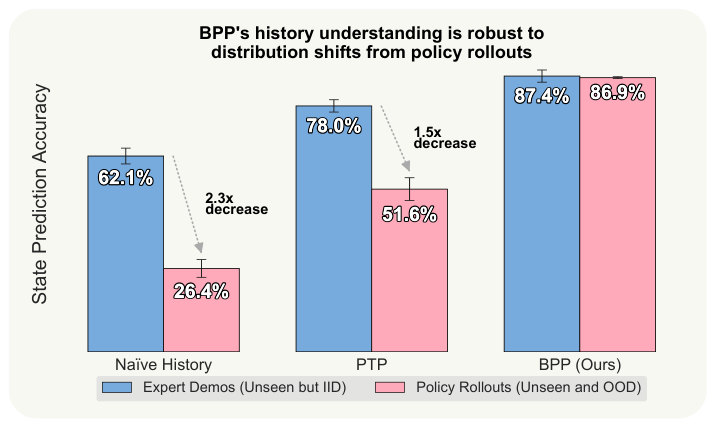 BPP's history understanding is robust to
distribution shifts from policy rollouts
State Prediction Accuracy
62.1%
2.3x
decrease
26.4%
78.0%
1.5x
decrease
51.6%
87.4%
86.9%
Naïve History
PTP
BPP (Ours)
Expert Demos (Unseen but IID)
Policy Rollouts (Unseen and OOD)